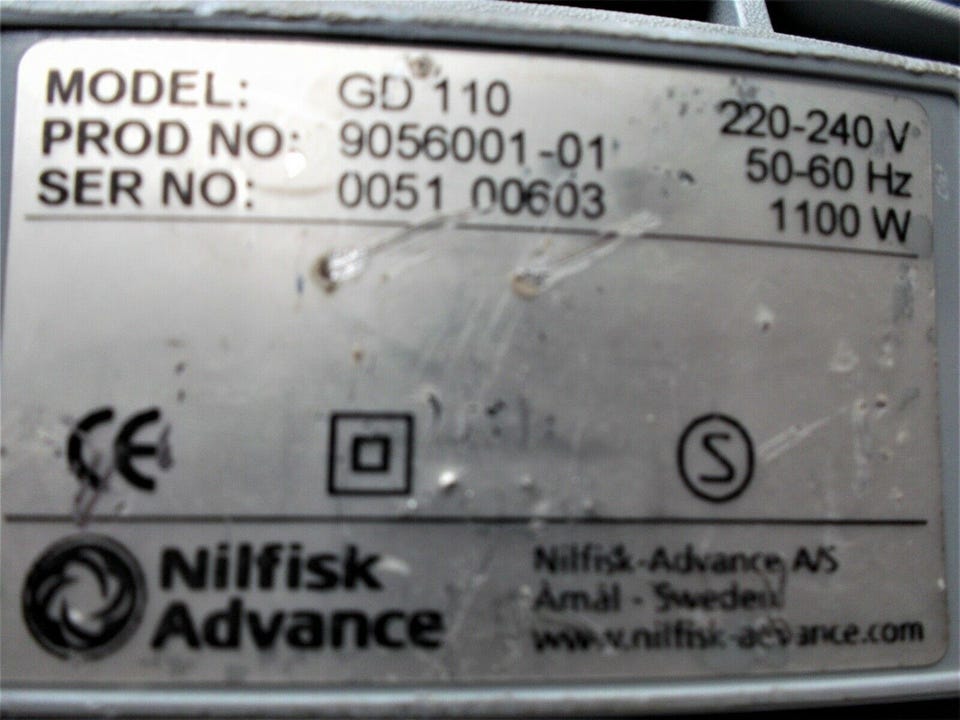 MODEL: GD 110
PROD NO: 9056001-01
SER NO: 0051 00603
220-240 V
50-60 Hz
1100 W
CE
S
Nilfisk
Advance
Nilfisk-Advance A/S
Åmål - Sweden
www.nilfisk-advance.com